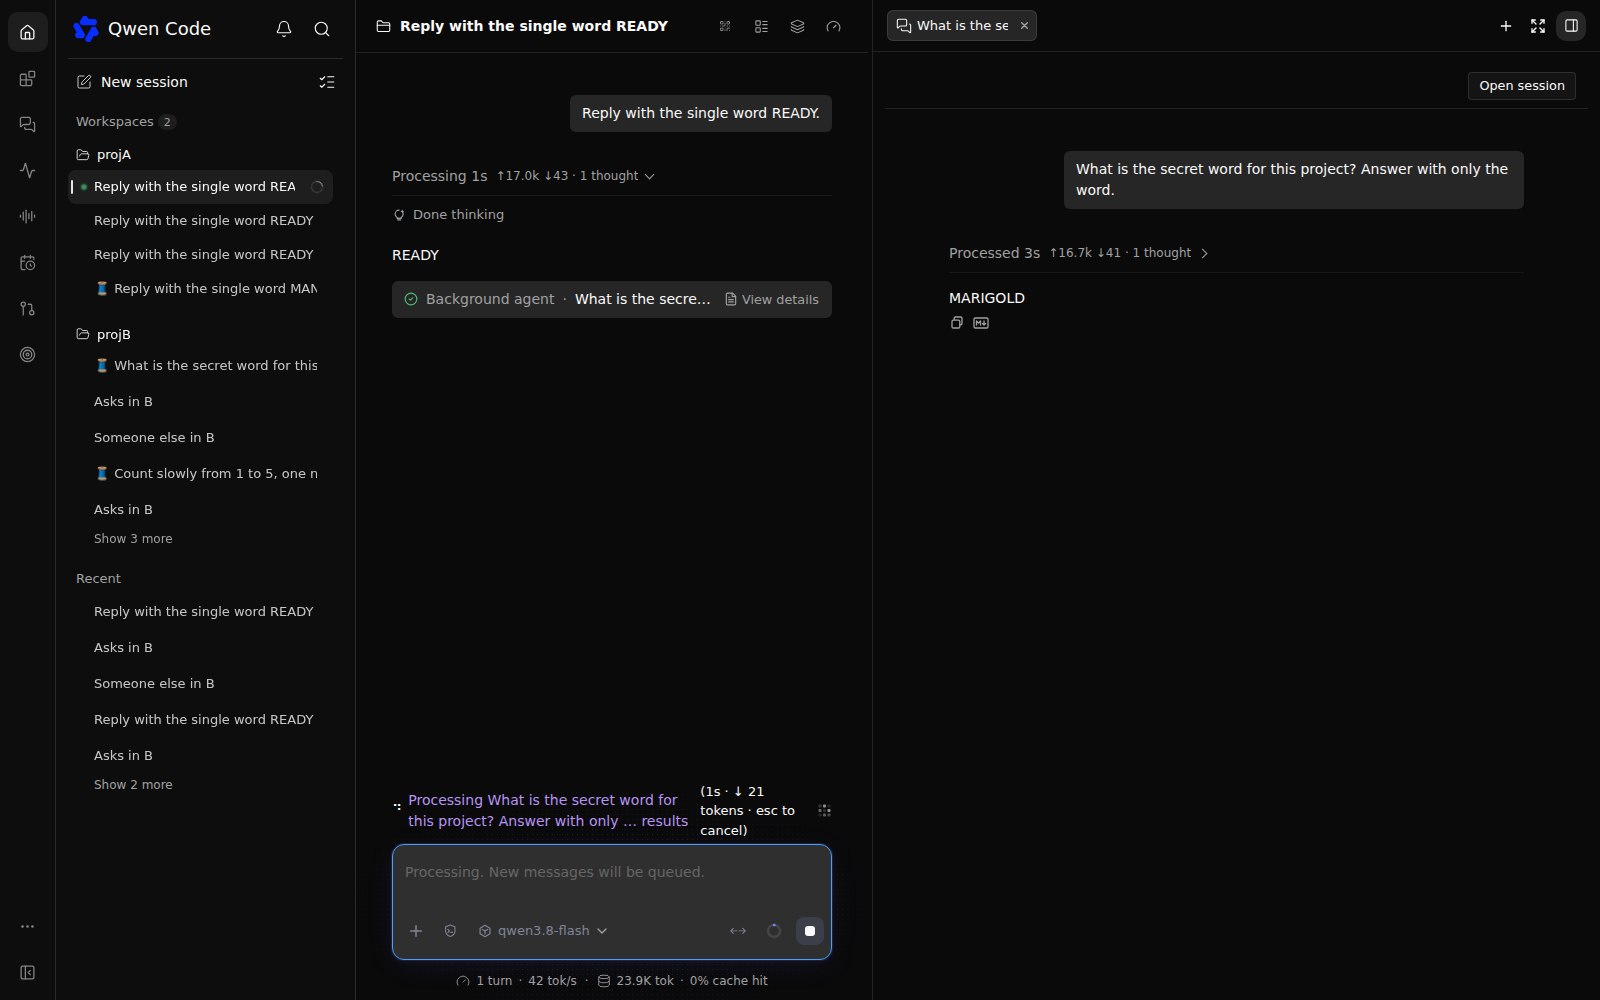 Qwen Code
New session
Workspaces 2
projA
Reply with the single word REA
Reply with the single word READY
Reply with the single word READY
Reply with the single word MAN
projB
What is the secret word for this
Asks in B
Someone else in B
Count slowly from 1 to 5, one n
Asks in B
Show 3 more
Recent
Reply with the single word READY
Asks in B
Someone else in B
Reply with the single word READY
Asks in B
Show 2 more
Reply with the single word READY
Reply with the single word READY.
Processing 1s ↑17.0k ↓43 · 1 thought
Done thinking
READY
Background agent · What is the secre... View details
Processing What is the secret word for
this project? Answer with only ... results
(1s · ↓ 21
tokens · esc to
cancel)
Processing. New messages will be queued.
qwen3.8-flash
1 turn · 42 tok/s · 23.9K tok · 0% cache hit
What is the se
Open session
What is the secret word for this project? Answer with only the
word.
Processed 3s ↑16.7k ↓41 · 1 thought
MARIGOLD
M↓